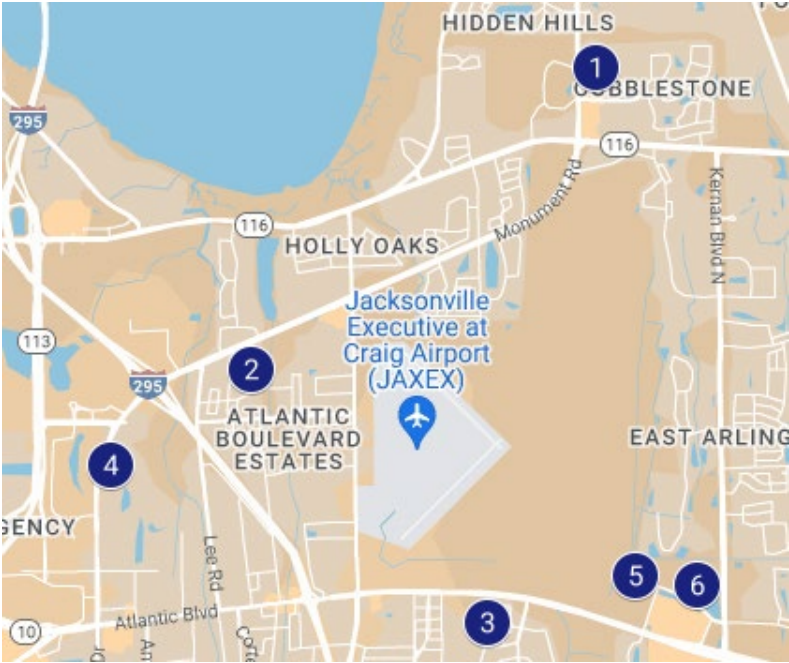 HIDDEN HILLS
1
COBBLESTONE
295
116
Kernan Blvd N
Monument Rd
116
HOLLY OAKS
Jacksonville
Executive at
Craig Airport
(JAXEX)
113
2
295
ATLANTIC
BOULEVARD
ESTATES
EAST ARLING
4
GENCY
Lee Rd
5
6
Atlantic Blvd
3
10
An